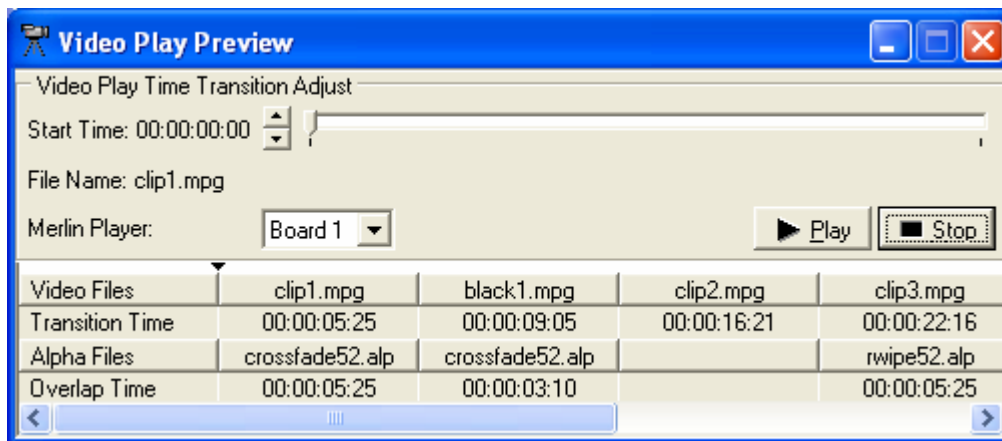 Video Play Preview
Video Play Time Transition Adjust
Start Time: 00:00:00:00
File Name: clip1.mpg
Merlin Player: Board 1 Play Stop
Video Files clip1.mpg black1.mpg clip2.mpg clip3.mpg
Transition Time 00:00:05:25 00:00:09:05 00:00:16:21 00:00:22:16
Alpha Files crossfade52.alp crossfade52.alp rwipe52.alp
Overlap Time 00:00:05:25 00:00:03:10 00:00:05:25